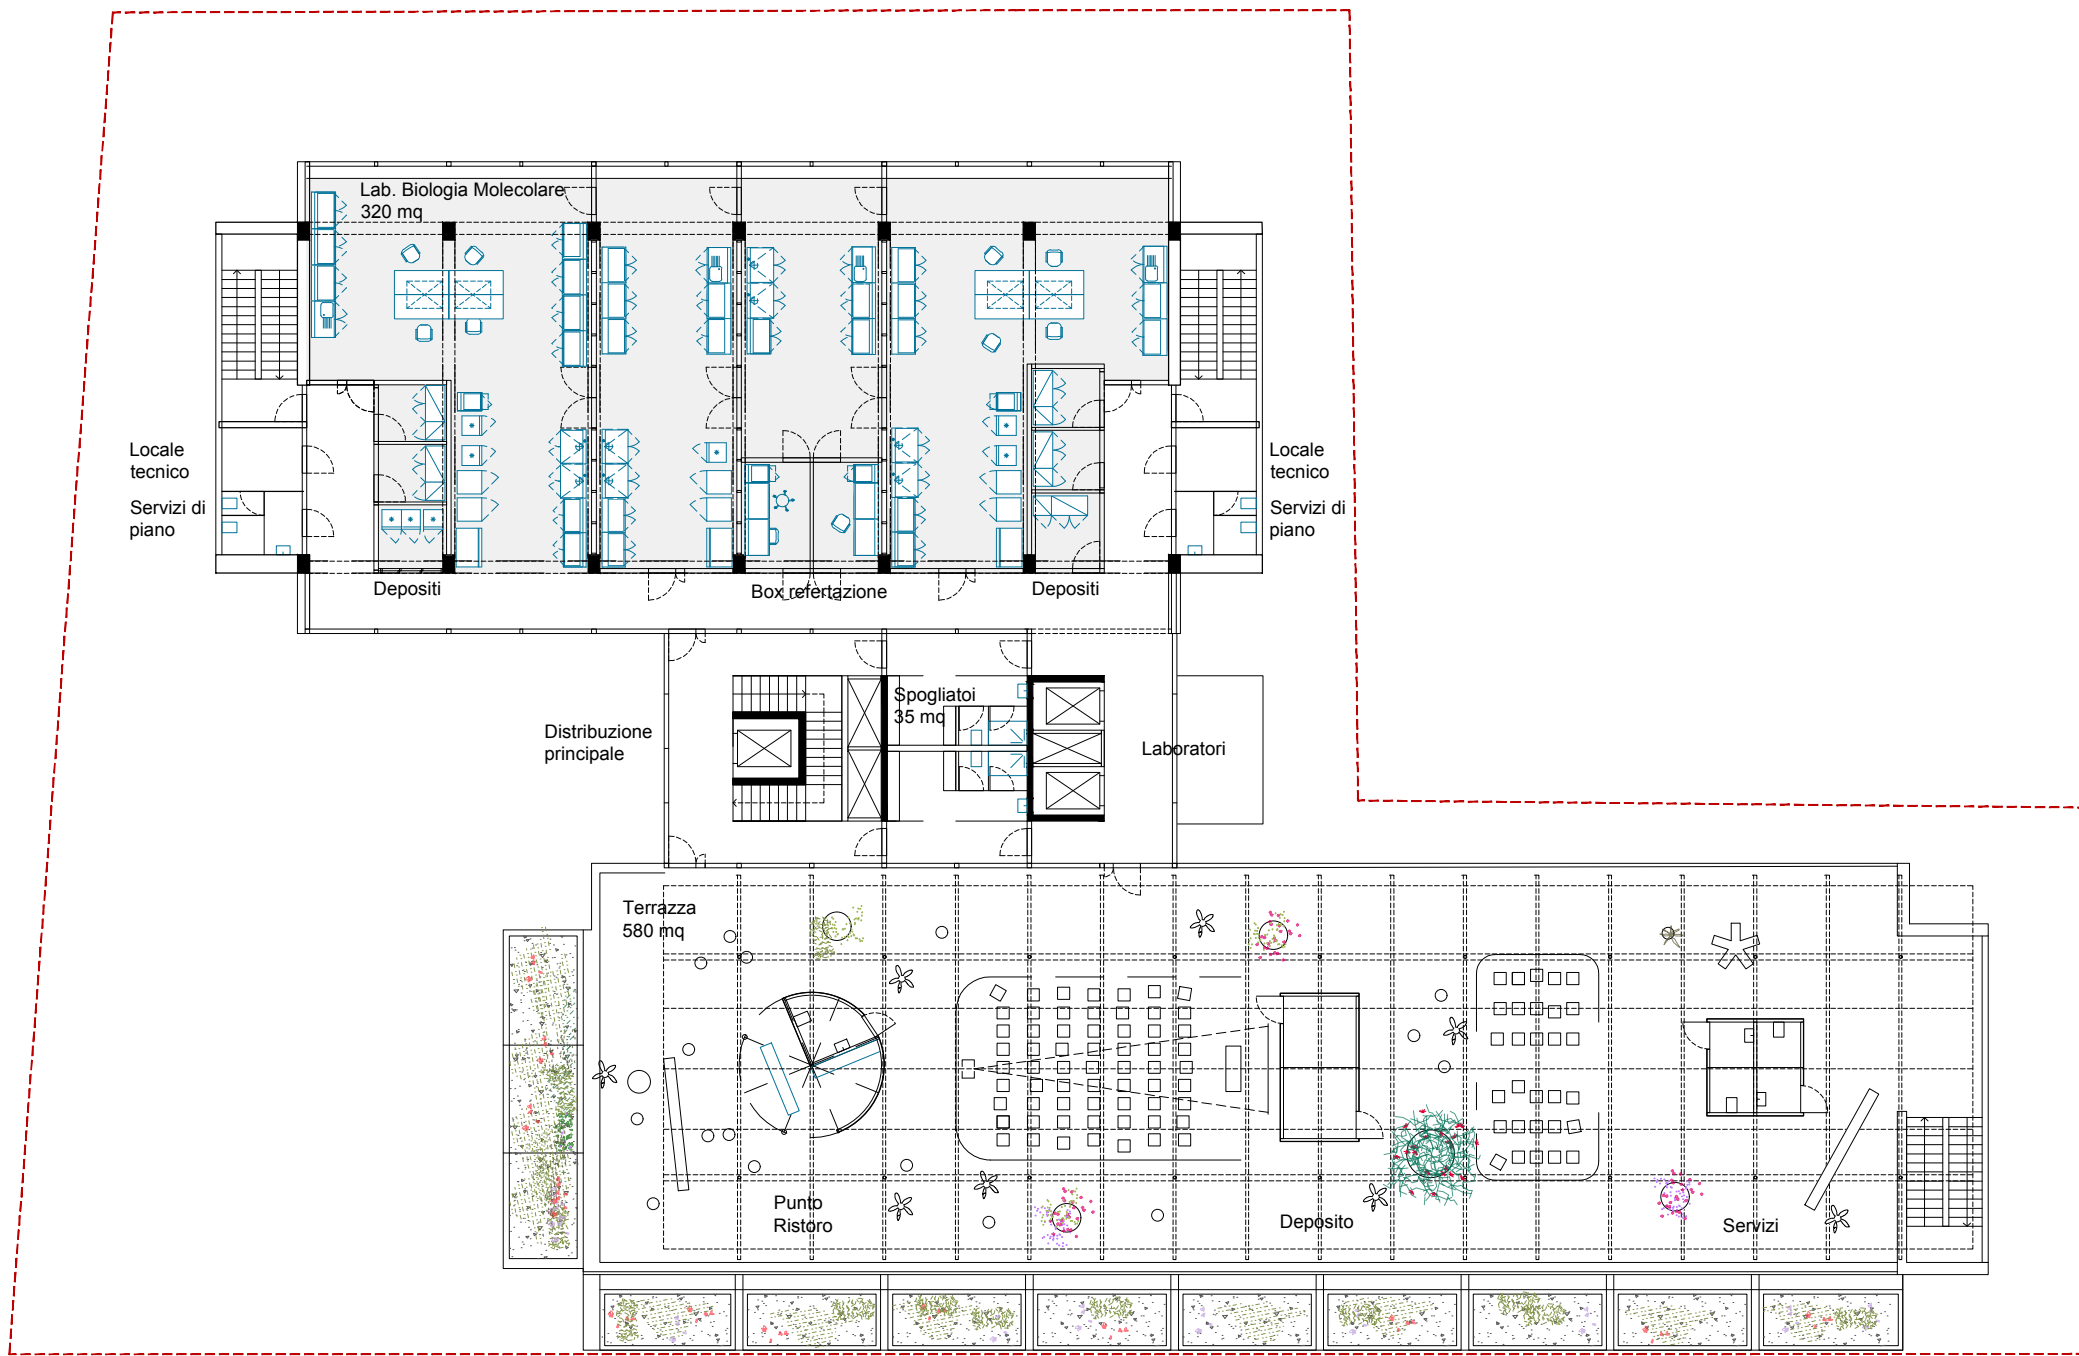 Lab. Biologia Molecolare
320 mq
Locale
tecnico
Servizi di
piano
Locale
tecnico
Servizi di
piano
Depositi
Box refertazione
Depositi
Spogliatoi
35 mq
Distribuzione
principale
Laboratori
Terrazza
580 mq
Punto
Ristoro
Deposito
Servizi